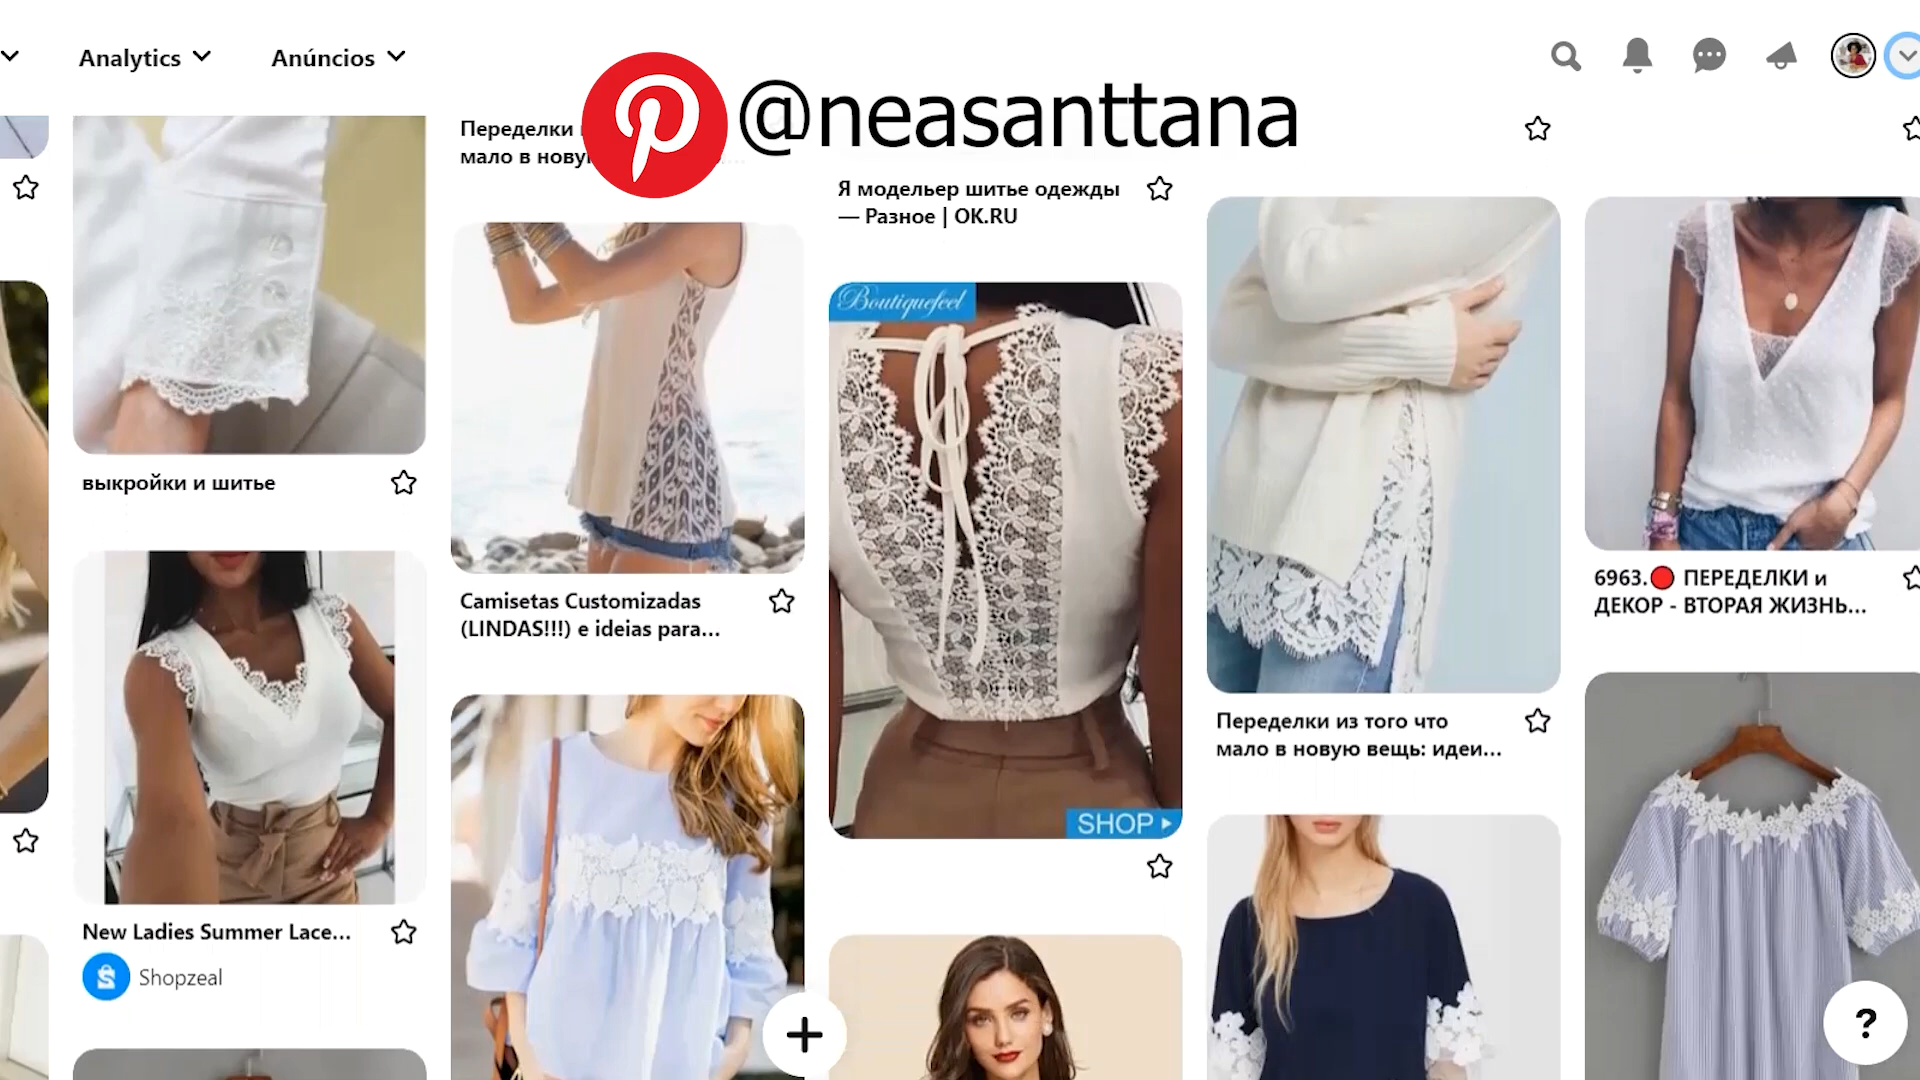 Analytics
Anúncios
@neasanttana
Переделки
мало в
Я модельер шитье одежды
— Разное | OK.RU
Boutiquefeel
выкройки и шитье
Camisetas Customizadas
(LINDAS!!!) e ideias para...
6963.🔴 ПЕРЕДЕЛКИ и
ДЕКОР - ВТОРАЯ ЖИЗНЬ...
Переделки из того что
мало в новую вещь: идеи...
SHOP
New Ladies Summer Lace...
Shopzeal
+
?